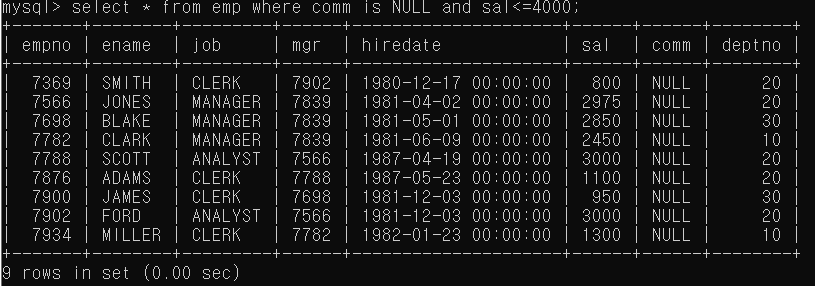 mysql> select * from emp where comm is NULL and sal<=4000;
+-------+--------+---------+------+---------------------+------+------+--------+
| empno | ename  | job     | mgr  | hiredate            | sal  | comm | deptno |
+-------+--------+---------+------+---------------------+------+------+--------+
|  7369 | SMITH  | CLERK   | 7902 | 1980-12-17 00:00:00 |  800 | NULL |     20 |
|  7566 | JONES  | MANAGER | 7839 | 1981-04-02 00:00:00 | 2975 | NULL |     20 |
|  7698 | BLAKE  | MANAGER | 7839 | 1981-05-01 00:00:00 | 2850 | NULL |     30 |
|  7782 | CLARK  | MANAGER | 7839 | 1981-06-09 00:00:00 | 2450 | NULL |     10 |
|  7788 | SCOTT  | ANALYST | 7566 | 1987-04-19 00:00:00 | 3000 | NULL |     20 |
|  7876 | ADAMS  | CLERK   | 7788 | 1987-05-23 00:00:00 | 1100 | NULL |     20 |
|  7900 | JAMES  | CLERK   | 7698 | 1981-12-03 00:00:00 |  950 | NULL |     30 |
|  7902 | FORD   | ANALYST | 7566 | 1981-12-03 00:00:00 | 3000 | NULL |     20 |
|  7934 | MILLER | CLERK   | 7782 | 1982-01-23 00:00:00 | 1300 | NULL |     10 |
+-------+--------+---------+------+---------------------+------+------+--------+
9 rows in set (0.00 sec)